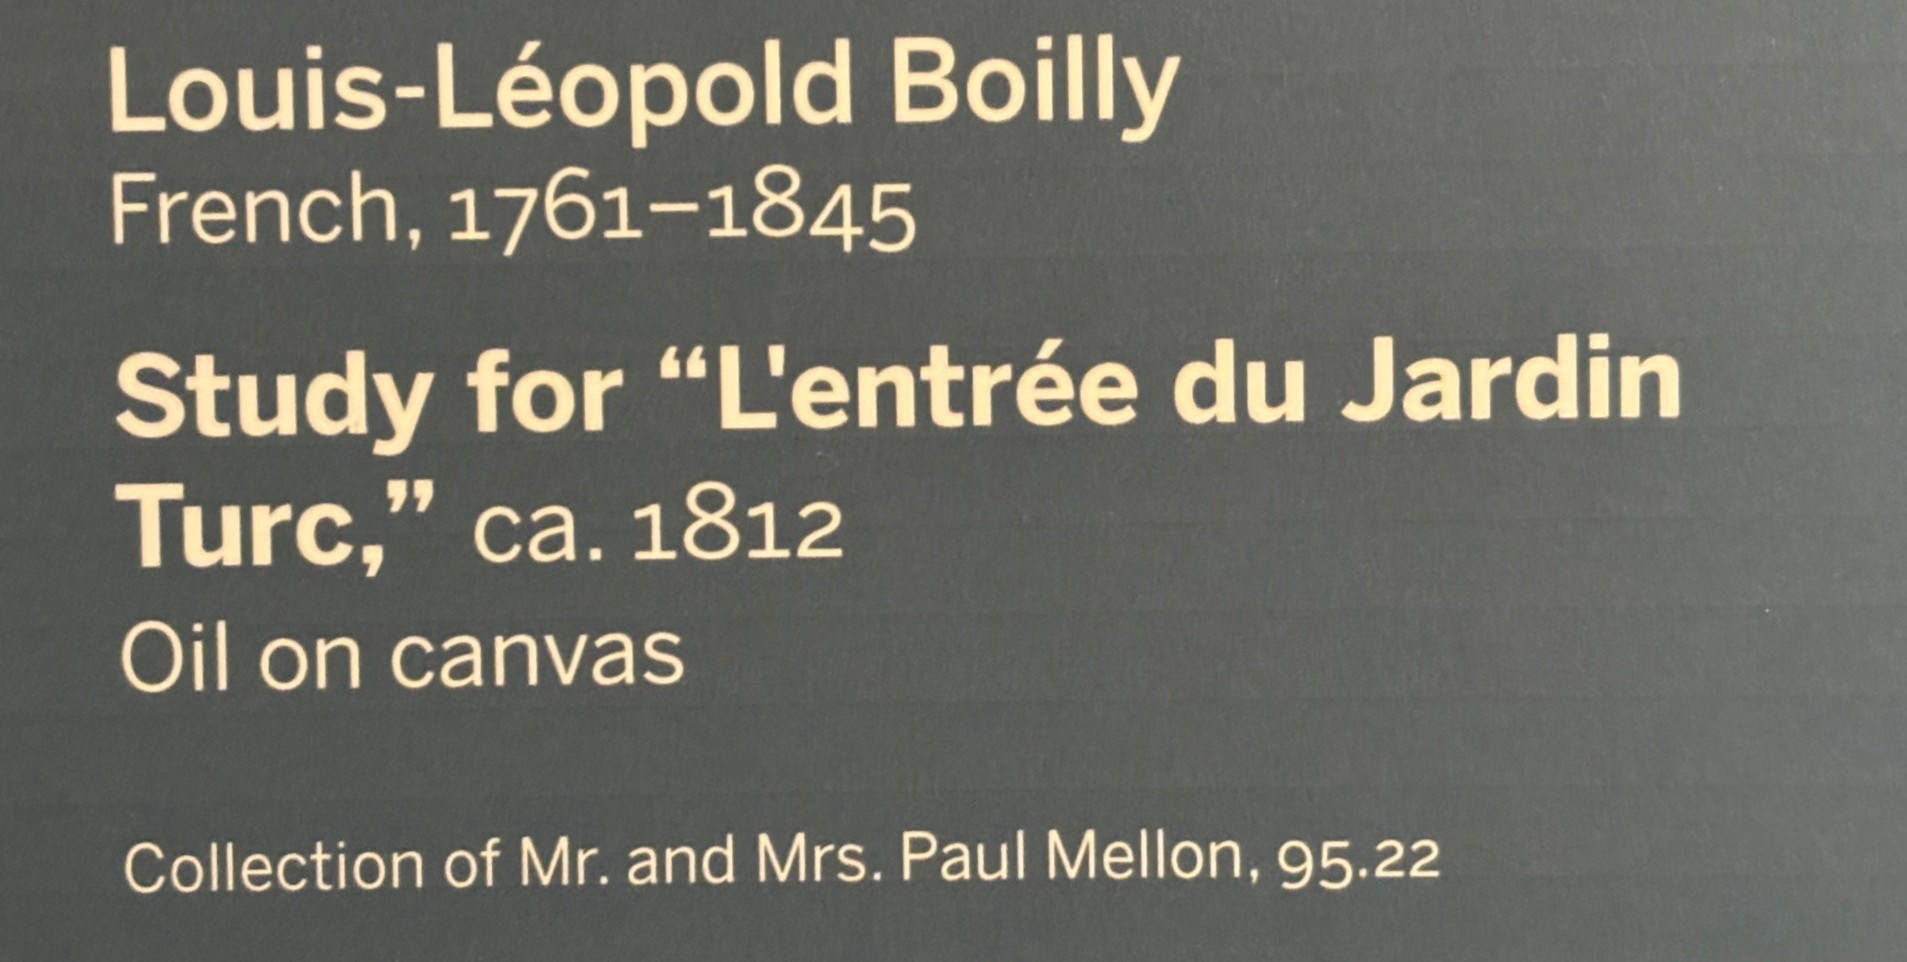 Louis-Léopold Boilly
French, 1761–1845
Study for “L'entrée du Jardin
Turc,” ca. 1812
Oil on canvas
Collection of Mr. and Mrs. Paul Mellon, 95.22